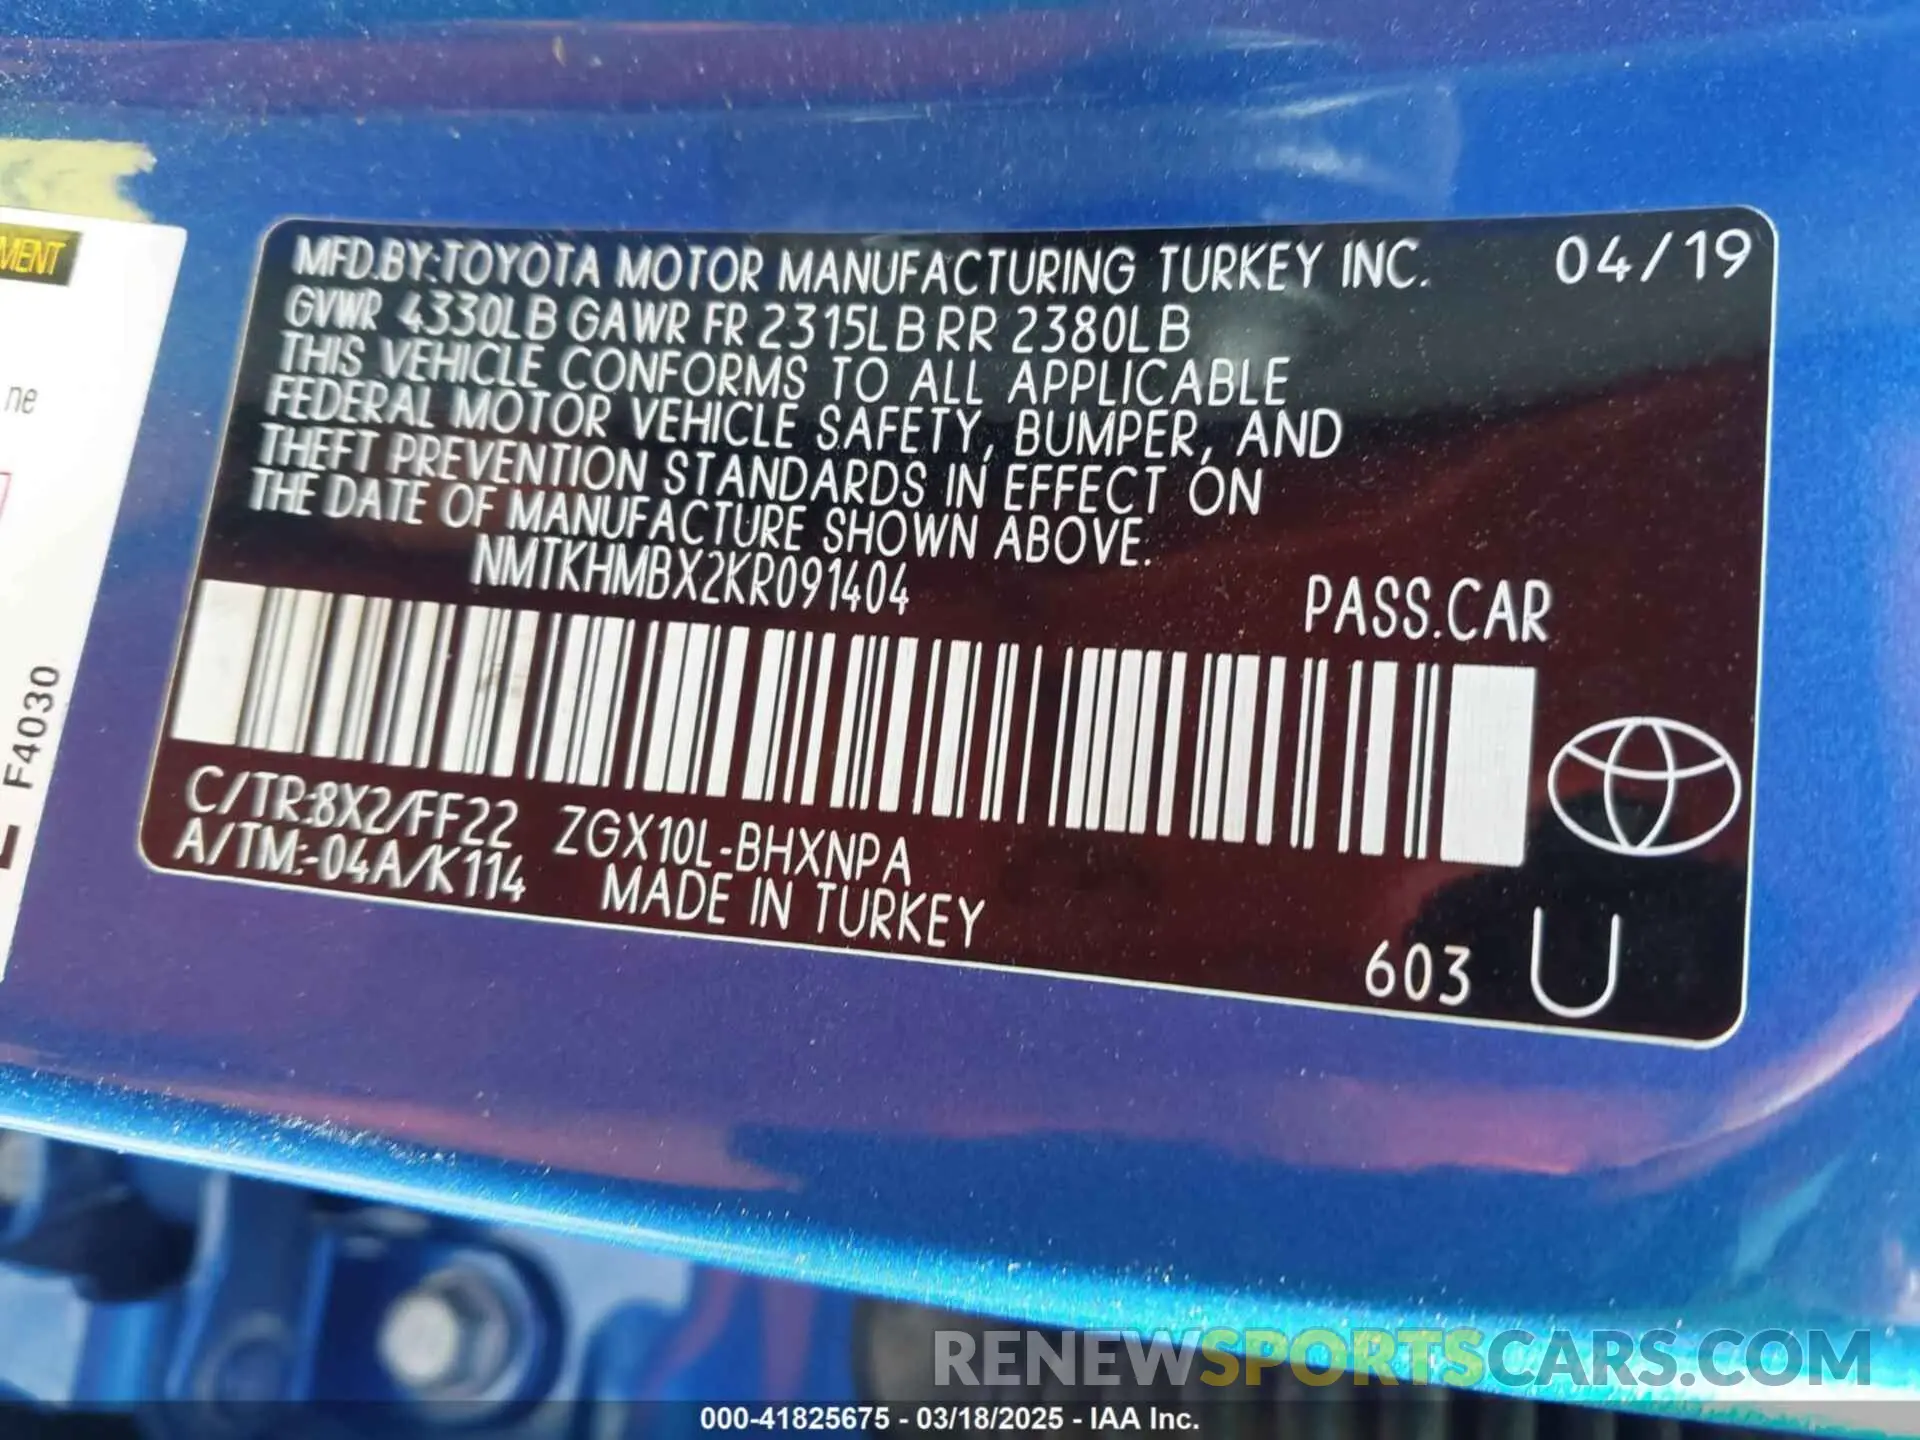 MFD.BY:TOYOTA MOTOR MANUFACTURING TURKEY INC. 04/19
GVWR 4330LB GAWR FR 2315LB RR 2380LB
THIS VEHICLE CONFORMS TO ALL APPLICABLE
FEDERAL MOTOR VEHICLE SAFETY, BUMPER, AND
THEFT PREVENTION STANDARDS IN EFFECT ON
THE DATE OF MANUFACTURE SHOWN ABOVE.
NMTKHMBX2KR091404
PASS.CAR
C/TR:8X2/FF22 ZGX10L-BHXNPA
A/TM:-04A/K114 MADE IN TURKEY
603 U
ne
F4030
RENEWSPORTSCARS.COM
000-41825675 - 03/18/2025 - IAA Inc.